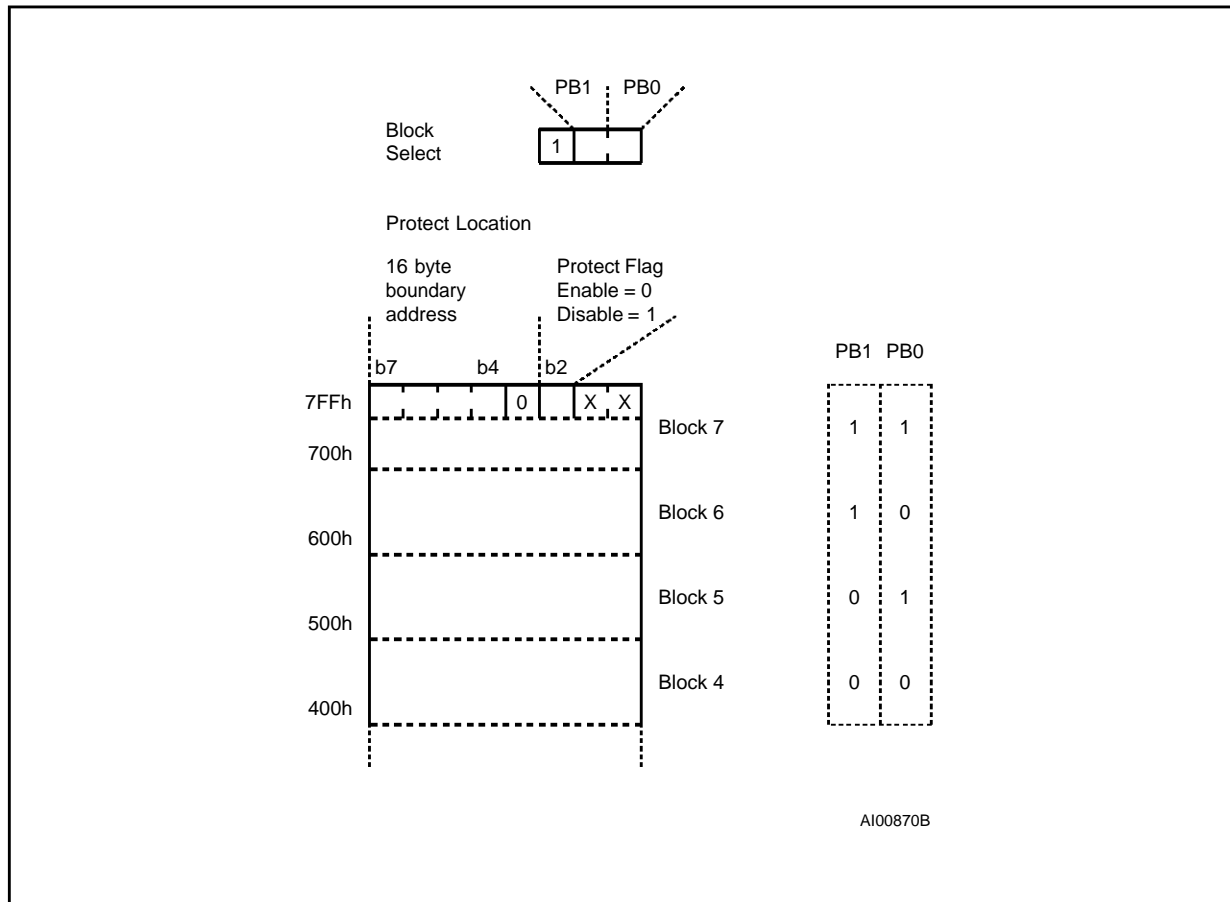 PB1 PB0
Block
Select
1
Protect Location
16 byte
boundary
address
Protect Flag
Enable = 0
Disable = 1
b7 b4 b2
7FFh
0 X X
700h
600h
500h
400h
Block 7
Block 6
Block 5
Block 4
PB1 PB0
1 1
1 0
0 1
0 0
AI00870B